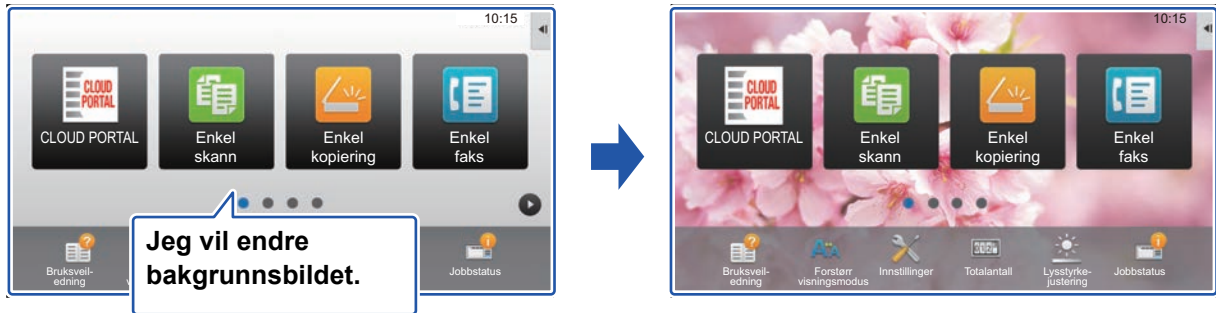 10:15
CLOUD
PORTAL
CLOUD PORTAL
Enkel
skann
Enkel
kopiering
Enkel
faks
Jeg vil endre
bakgrunnsbildet.
Bruksveil-
edning
v
Jobbstatus
10:15
CLOUD
PORTAL
CLOUD PORTAL
Enkel
skann
Enkel
kopiering
Enkel
faks
Bruksveil-
edning
AA
Forstørr
visningsmodus
Innstillinger
Totalantall
Lysstyrke-
justering
Jobbstatus